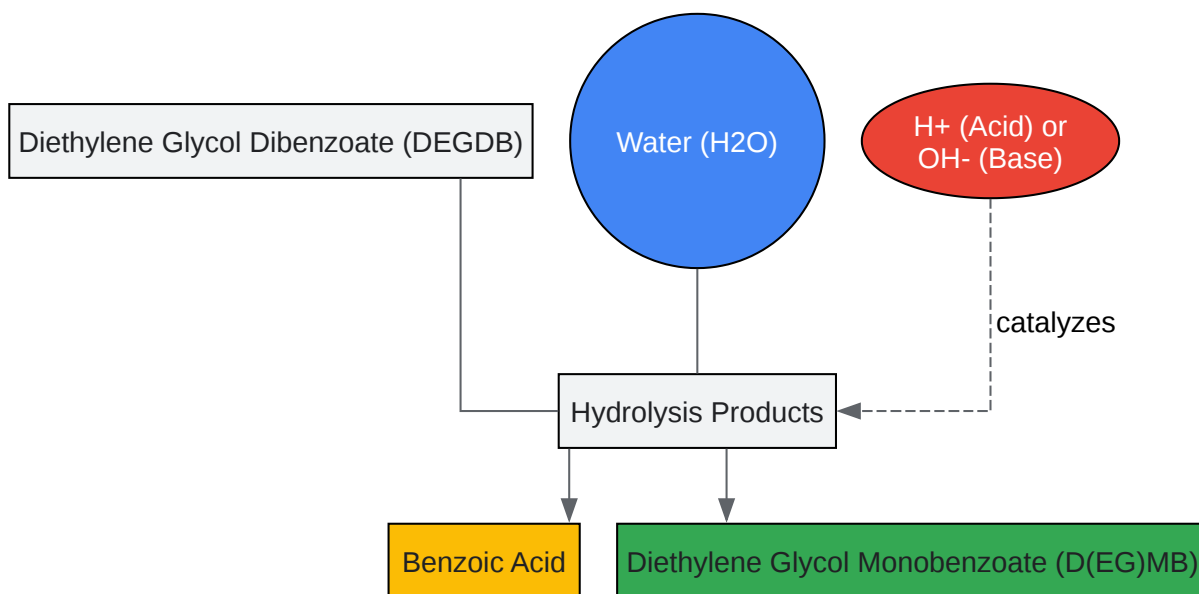 Diethylene Glycol Dibenzoate (DEGDB)
Water (H2O)
H+ (Acid) or
OH- (Base)
catalyzes
Hydrolysis Products
Benzoic Acid
Diethylene Glycol Monobenzoate (D(EG)MB)